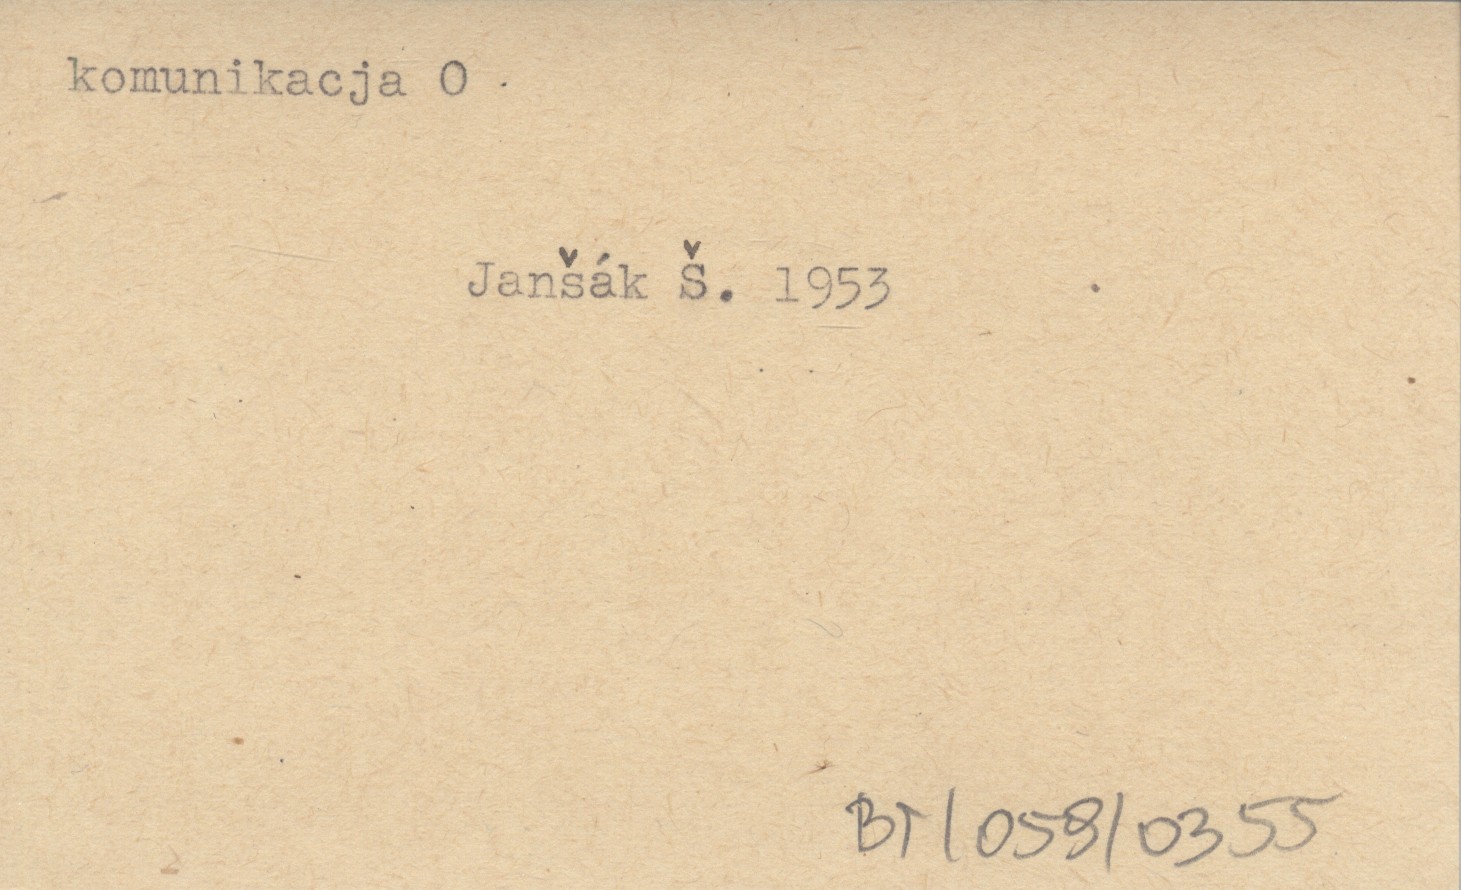 komunikacja O
Janšák Š. 1953
BT/058/0355